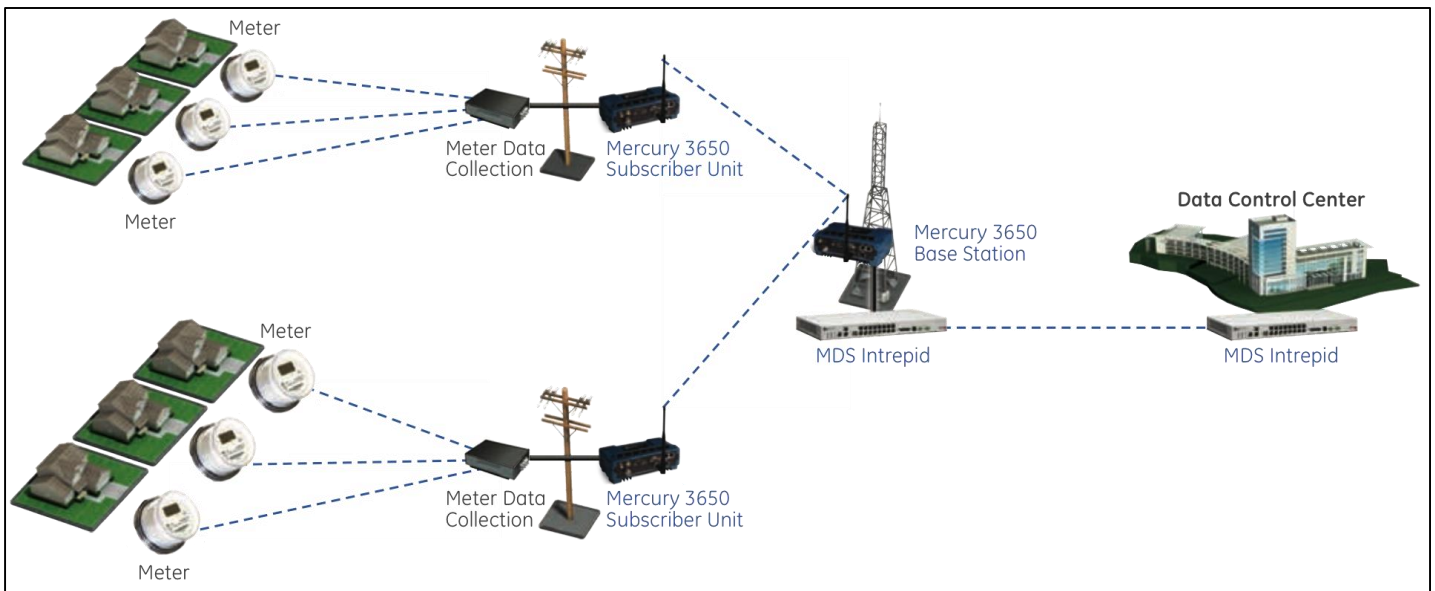 Meter
Meter
Meter Data
Collection
Mercury 3650
Subscriber Unit
Mercury 3650
Base Station
MDS Intrepid
Data Control Center
MDS Intrepid
Meter
Meter
Meter Data
Collection
Mercury 3650
Subscriber Unit